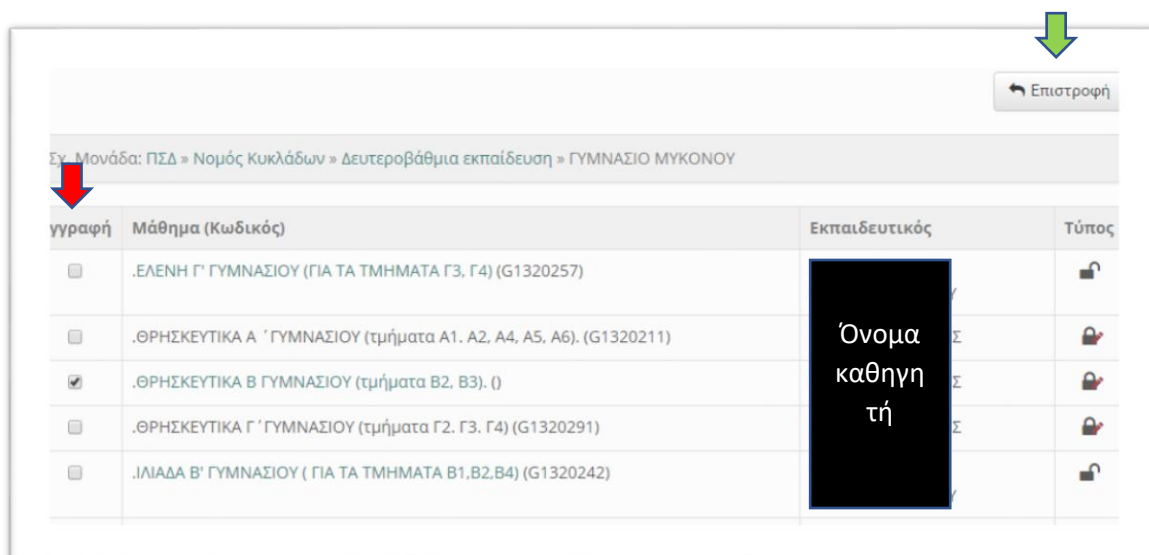 Επιστροφή
Σχ. Μονάδα: ΠΣΔ » Νομός Κυκλάδων » Δευτεροβάθμια εκπαίδευση » ΓΥΜΝΑΣΙΟ ΜΥΚΟΝΟΥ
γγραφή Μάθημα (Κωδικός) Εκπαιδευτικός Τύπος
.ΕΛΕΝΗ Γ' ΓΥΜΝΑΣΙΟΥ (ΓΙΑ ΤΑ ΤΜΗΜΑΤΑ Γ3, Γ4) (G1320257)
.ΘΡΗΣΚΕΥΤΙΚΑ Α ΄ΓΥΜΝΑΣΙΟΥ (τμήματα Α1. Α2, Α4, Α5, Α6). (G1320211) Σ
.ΘΡΗΣΚΕΥΤΙΚΑ Β ΓΥΜΝΑΣΙΟΥ (τμήματα Β2, Β3). () Σ
.ΘΡΗΣΚΕΥΤΙΚΑ Γ΄ΓΥΜΝΑΣΙΟΥ (τμήματα Γ2. Γ3. Γ4) (G1320291) Σ
.ΙΛΙΑΔΑ Β' ΓΥΜΝΑΣΙΟΥ ( ΓΙΑ ΤΑ ΤΜΗΜΑΤΑ Β1,Β2,Β4) (G1320242)
Όνομα
καθηγη
τή